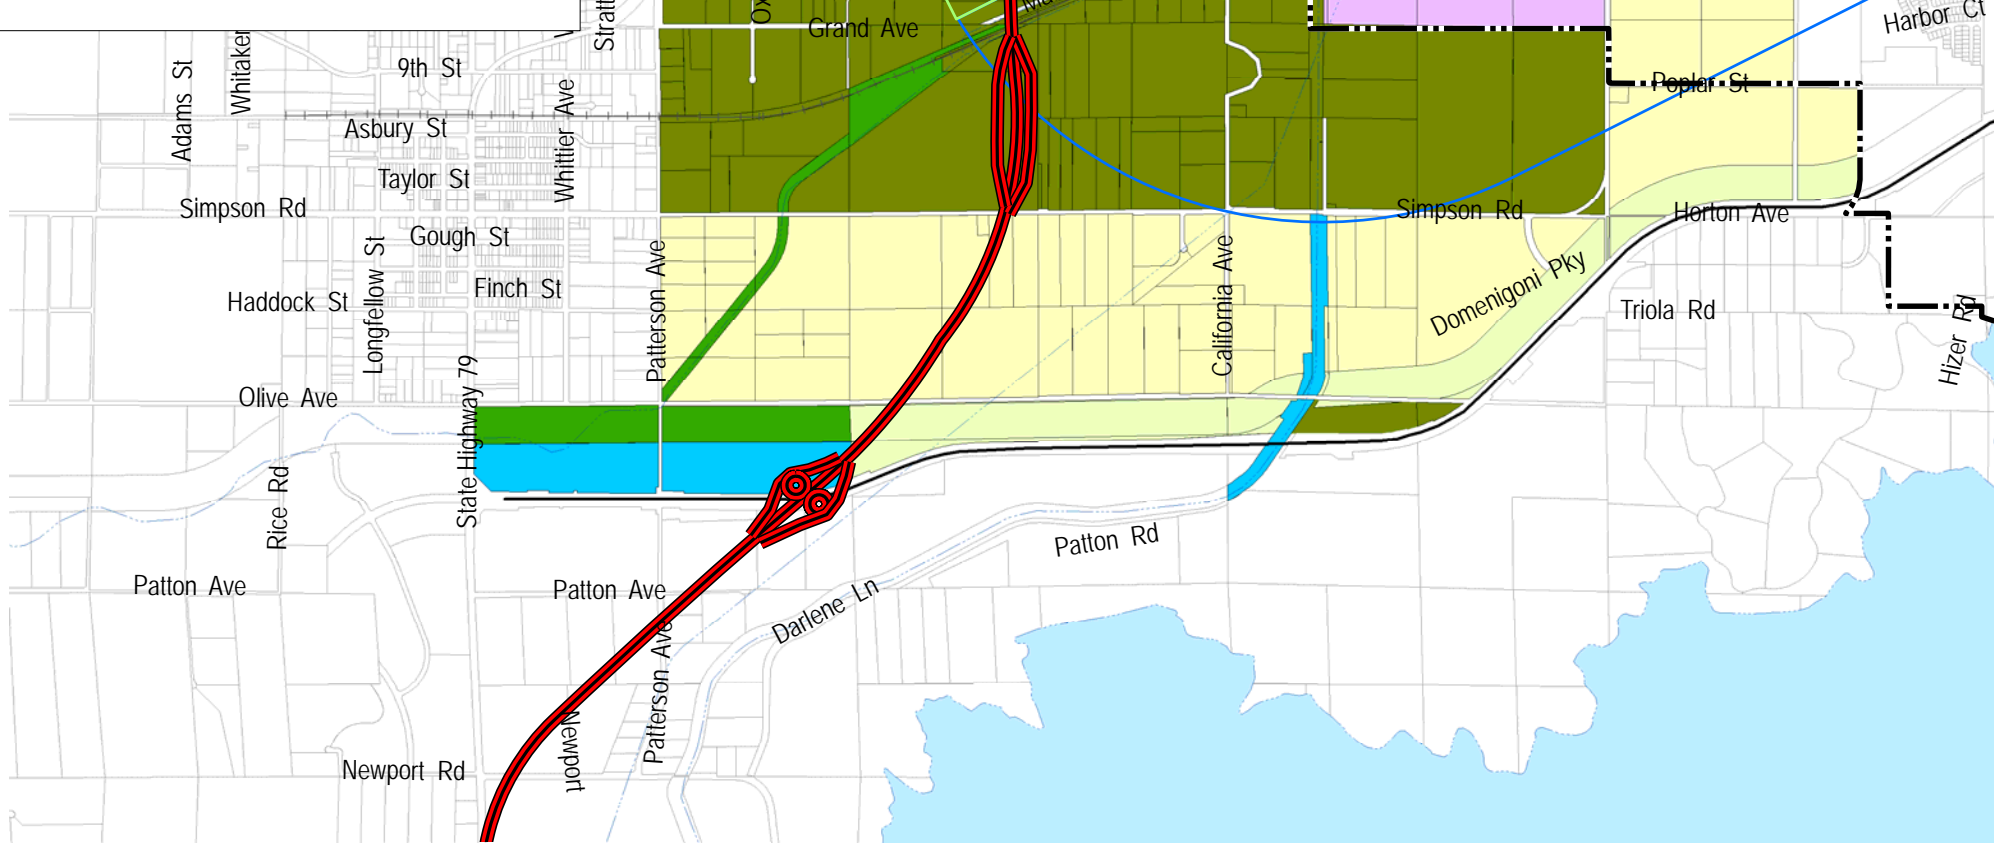 Grand Ave
Harbor Ct
9th St
Whitaker
Adams St
Poplar St
Whittier Ave
Asbury St
Taylor St
Simpson Rd
Simpson Rd
Horton Ave
Gough St
Longfellow St
Patterson Ave
California Ave
Domenigoni Pky
Finch St
Haddock St
Triola Rd
Hizer Rd
Olive Ave
State Highway 79
Rice Rd
Patton Rd
Patton Ave
Patton Ave
Darlene Ln
Patterson Ave
Newport
Newport Rd